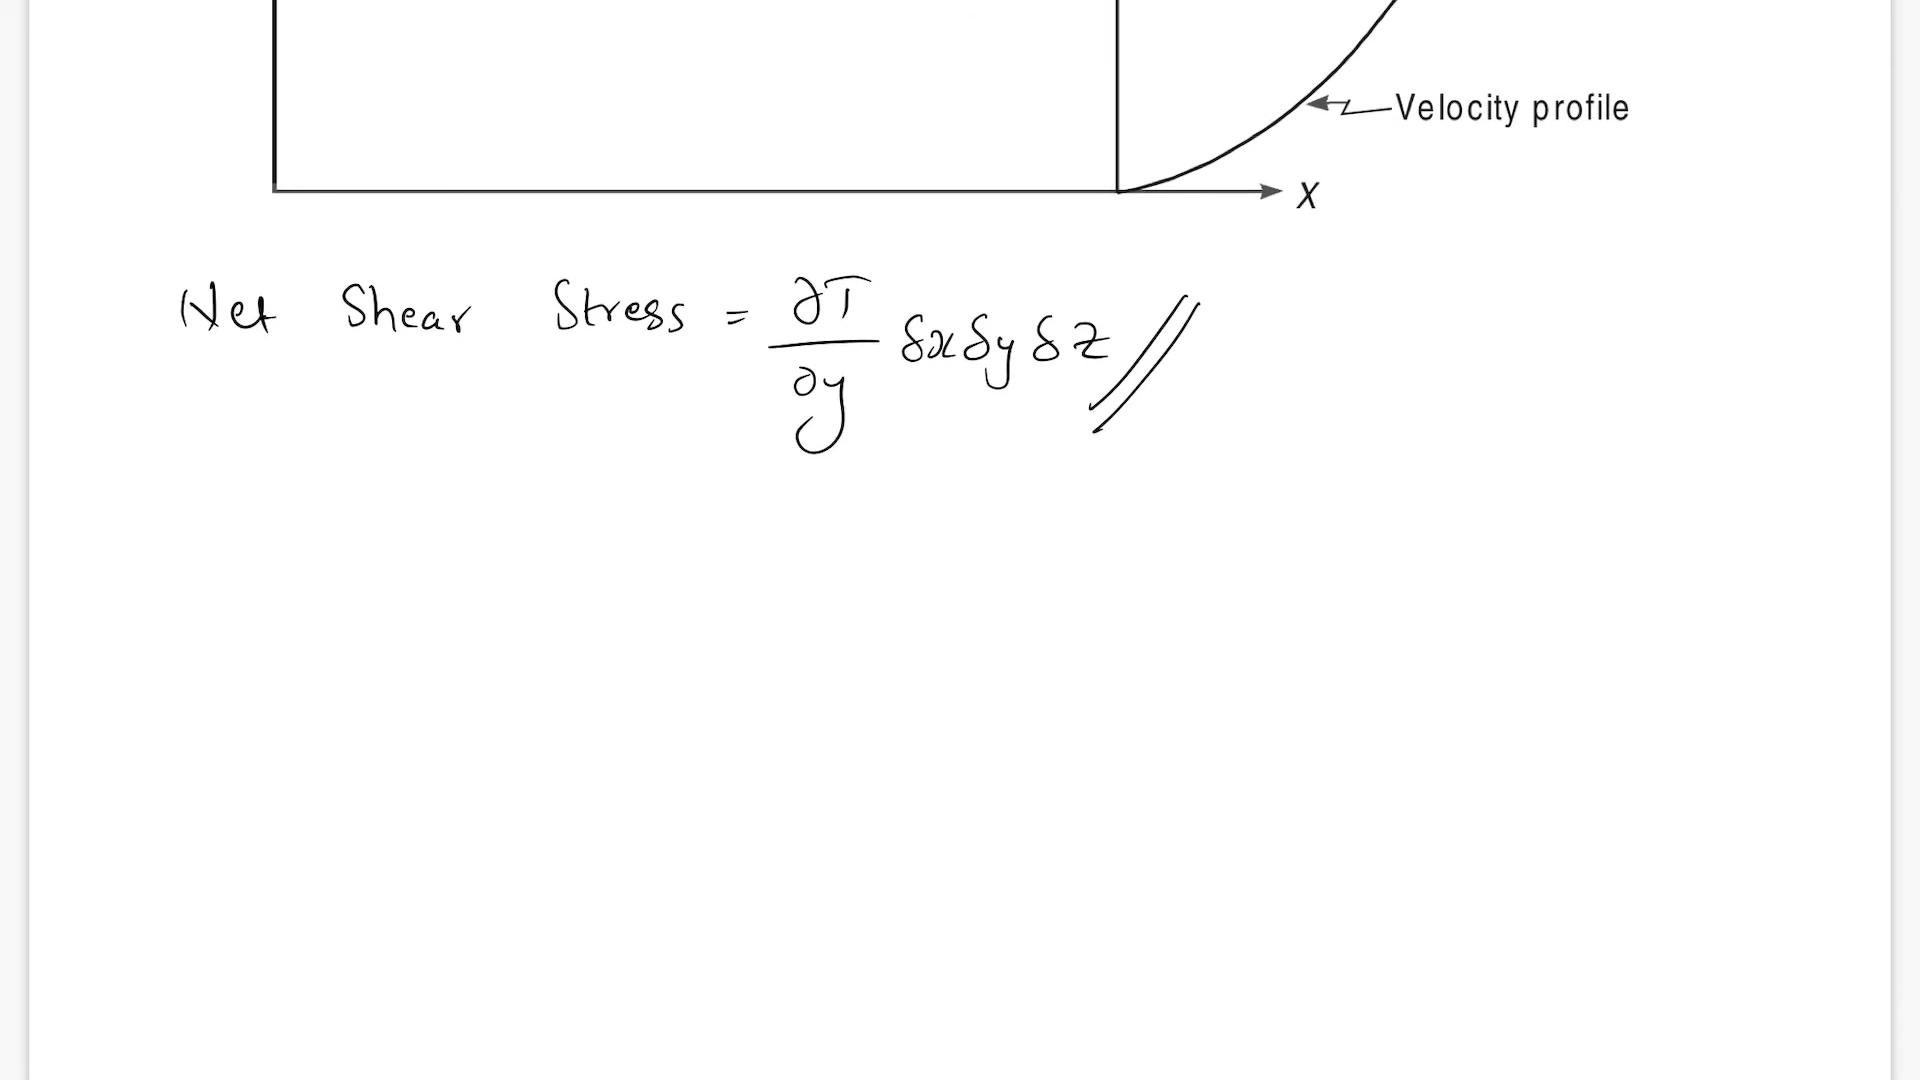 Velocity profile
X
Net Shear Stress = ∂τ/∂y δx δy δz //